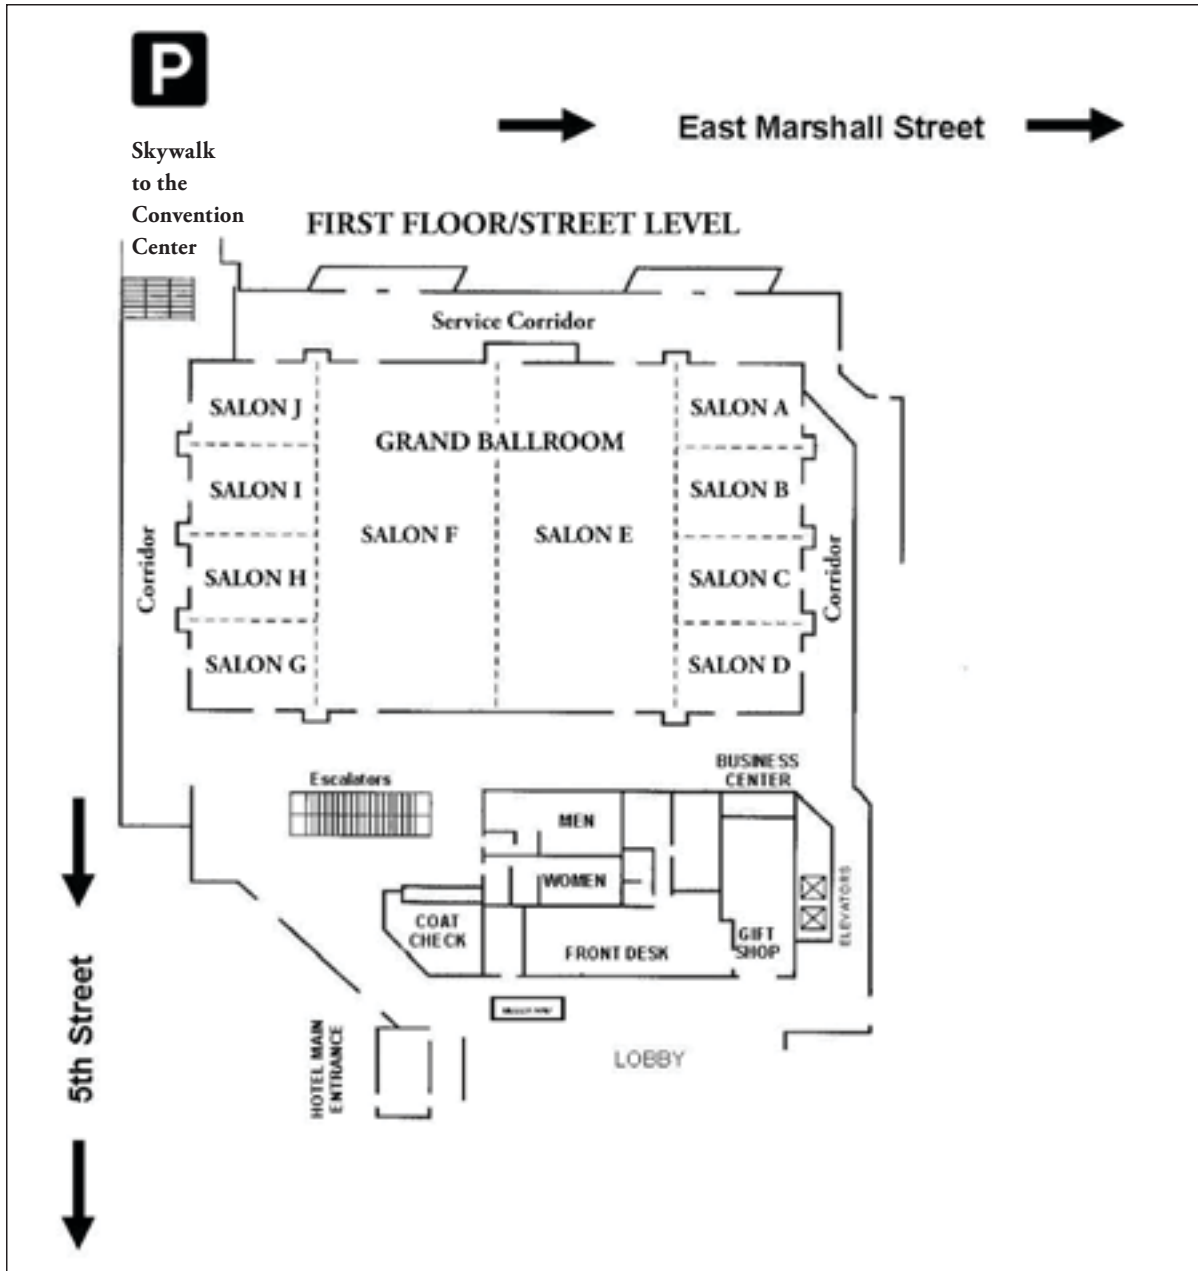 P
East Marshall Street
Skywalk
to the
Convention
Center
FIRST FLOOR/STREET LEVEL
Service Corridor
SALON J
SALON A
GRAND BALLROOM
SALON I
SALON B
SALON F
SALON E
Corridor
SALON H
SALON C
Corridor
SALON G
SALON D
Escalators
BUSINESS
CENTER
MEN
WOMEN
ELEVATORS
COAT
CHECK
FRONT DESK
GIFT
SHOP
5th Street
HOTEL MAIN
ENTRANCE
LOBBY